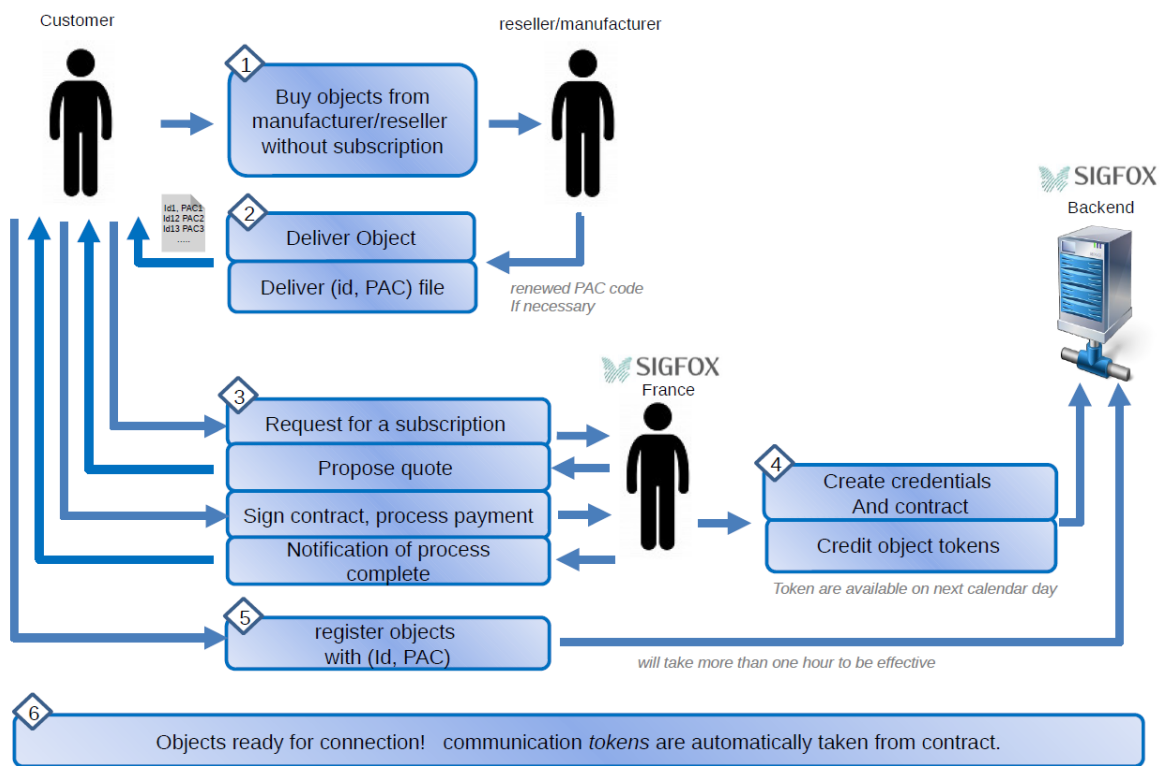 Customer
reseller/manufacturer
1
Buy objects from
manufacturer/reseller
without subscription
SIGFOX
Backend
Id1, PAC1
Id12 PAC2
Id13 PAC3
.....
2
Deliver Object
Deliver (id, PAC) file
renewed PAC code
If necessary
SIGFOX
France
3
Request for a subscription
Propose quote
Sign contract, process payment
Notification of process
complete
4
Create credentials
And contract
Credit object tokens
Token are available on next calendar day
5
register objects
with (Id, PAC)
will take more than one hour to be effective
6
Objects ready for connection! communication tokens are automatically taken from contract.